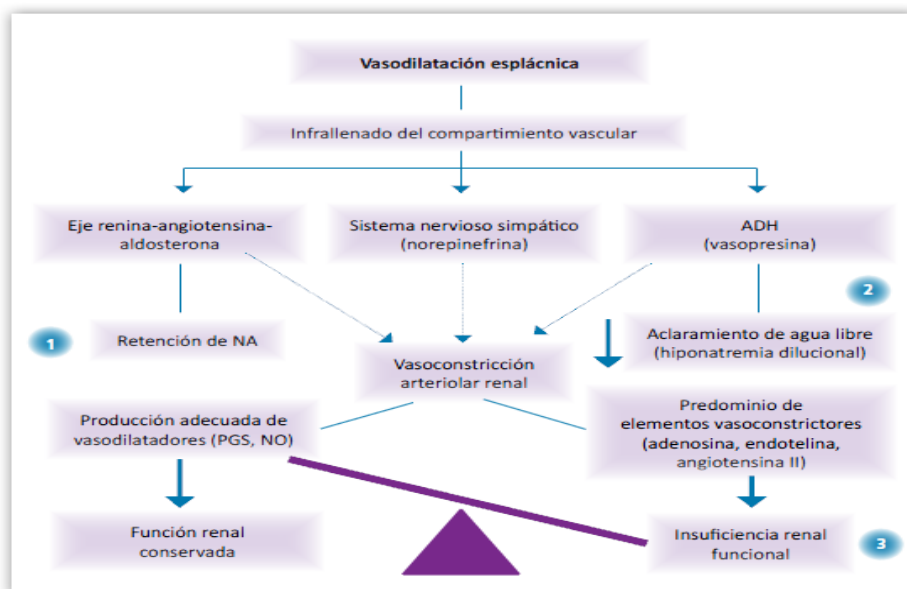 Vasodilatación esplácnica
Infrallenado del compartimiento vascular
Eje renina-angiotensina-
aldosterona
Sistema nervioso simpático
(norepinefrina)
ADH
(vasopresina)
2
1
Retención de NA
Aclaramiento de agua libre
(hiponatremia dilucional)
Vasoconstricción
arteriolar renal
Producción adecuada de
vasodilatadores (PGS, NO)
Predominio de
elementos vasoconstrictores
(adenosina, endotelina,
angiotensina II)
Función renal
conservada
Insuficiencia renal
funcional
3